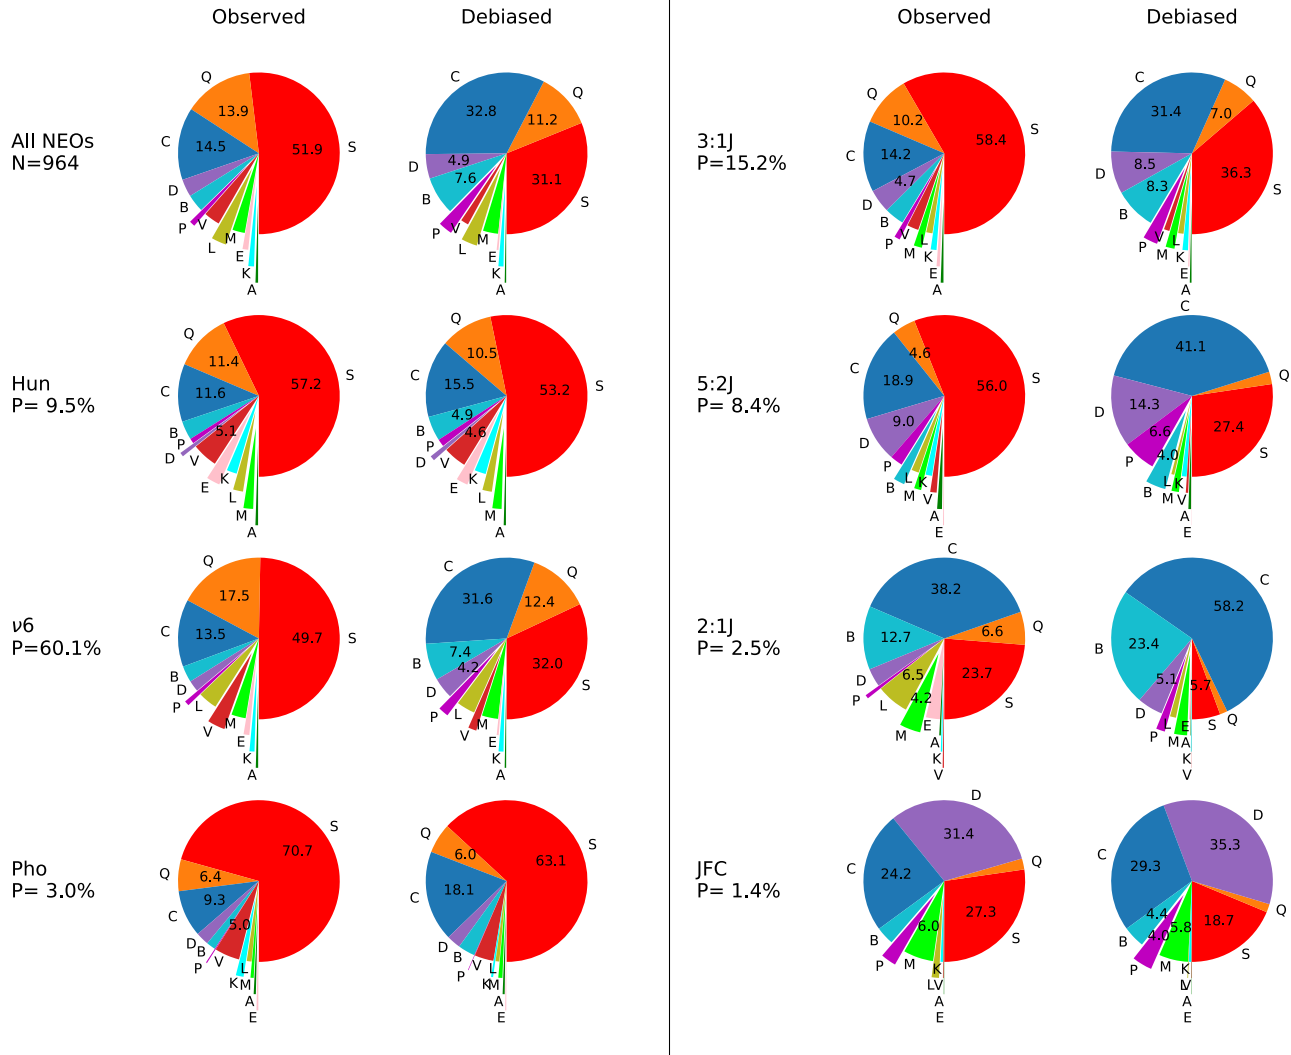 Observed Debiased Observed Debiased
All NEOs
N=964
S 51.9
Q 13.9
C 14.5
D
B
P
V
L
M
E
K
A
C 32.8
Q 11.2
S 31.1
D 4.9
B 7.6
P
V
L
M
E
K
A
3:1J
P=15.2%
S 58.4
Q 10.2
C 14.2
D 4.7
B
P
V
M
L
K
E
A
C 31.4
Q 7.0
S 36.3
D 8.5
B 8.3
P
V
M
L
K
E
A
Hun
P= 9.5%
S 57.2
Q 11.4
C 11.6
B
P
D
V 5.1
E
K
L
M
A
S 53.2
Q 10.5
C 15.5
B 4.9
P
D
V 4.6
E
K
L
M
A
5:2J
P= 8.4%
S 56.0
Q 4.6
C 18.9
D 9.0
P
B
L
M
K
V
A
E
C 41.1
Q
S 27.4
D 14.3
P 6.6
B 4.0
L
M
K
V
A
E
ν6
P=60.1%
S 49.7
Q 17.5
C 13.5
B
D
P
L
V
M
E
K
A
C 31.6
Q 12.4
S 32.0
B 7.4
D 4.2
P
L
V
M
E
K
A
2:1J
P= 2.5%
C 38.2
Q 6.6
S 23.7
B 12.7
D
P
L 6.5
M 4.2
E
A
K
V
C 58.2
B 23.4
D 5.1
P
L
M
E
A
K
V
S 5.7
Q
Pho
P= 3.0%
S 70.7
Q 6.4
C 9.3
D
B
P
V 5.0
K
L
M
A
E
S 63.1
Q 6.0
C 18.1
D
B
P
V
K
L
M
A
E
JFC
P= 1.4%
D 31.4
Q
S 27.3
C 24.2
B
P
M 6.0
L
K
V
A
E
D 35.3
Q
S 18.7
C 29.3
B 4.4
P 4.0
M 5.8
K
L
V
A
E